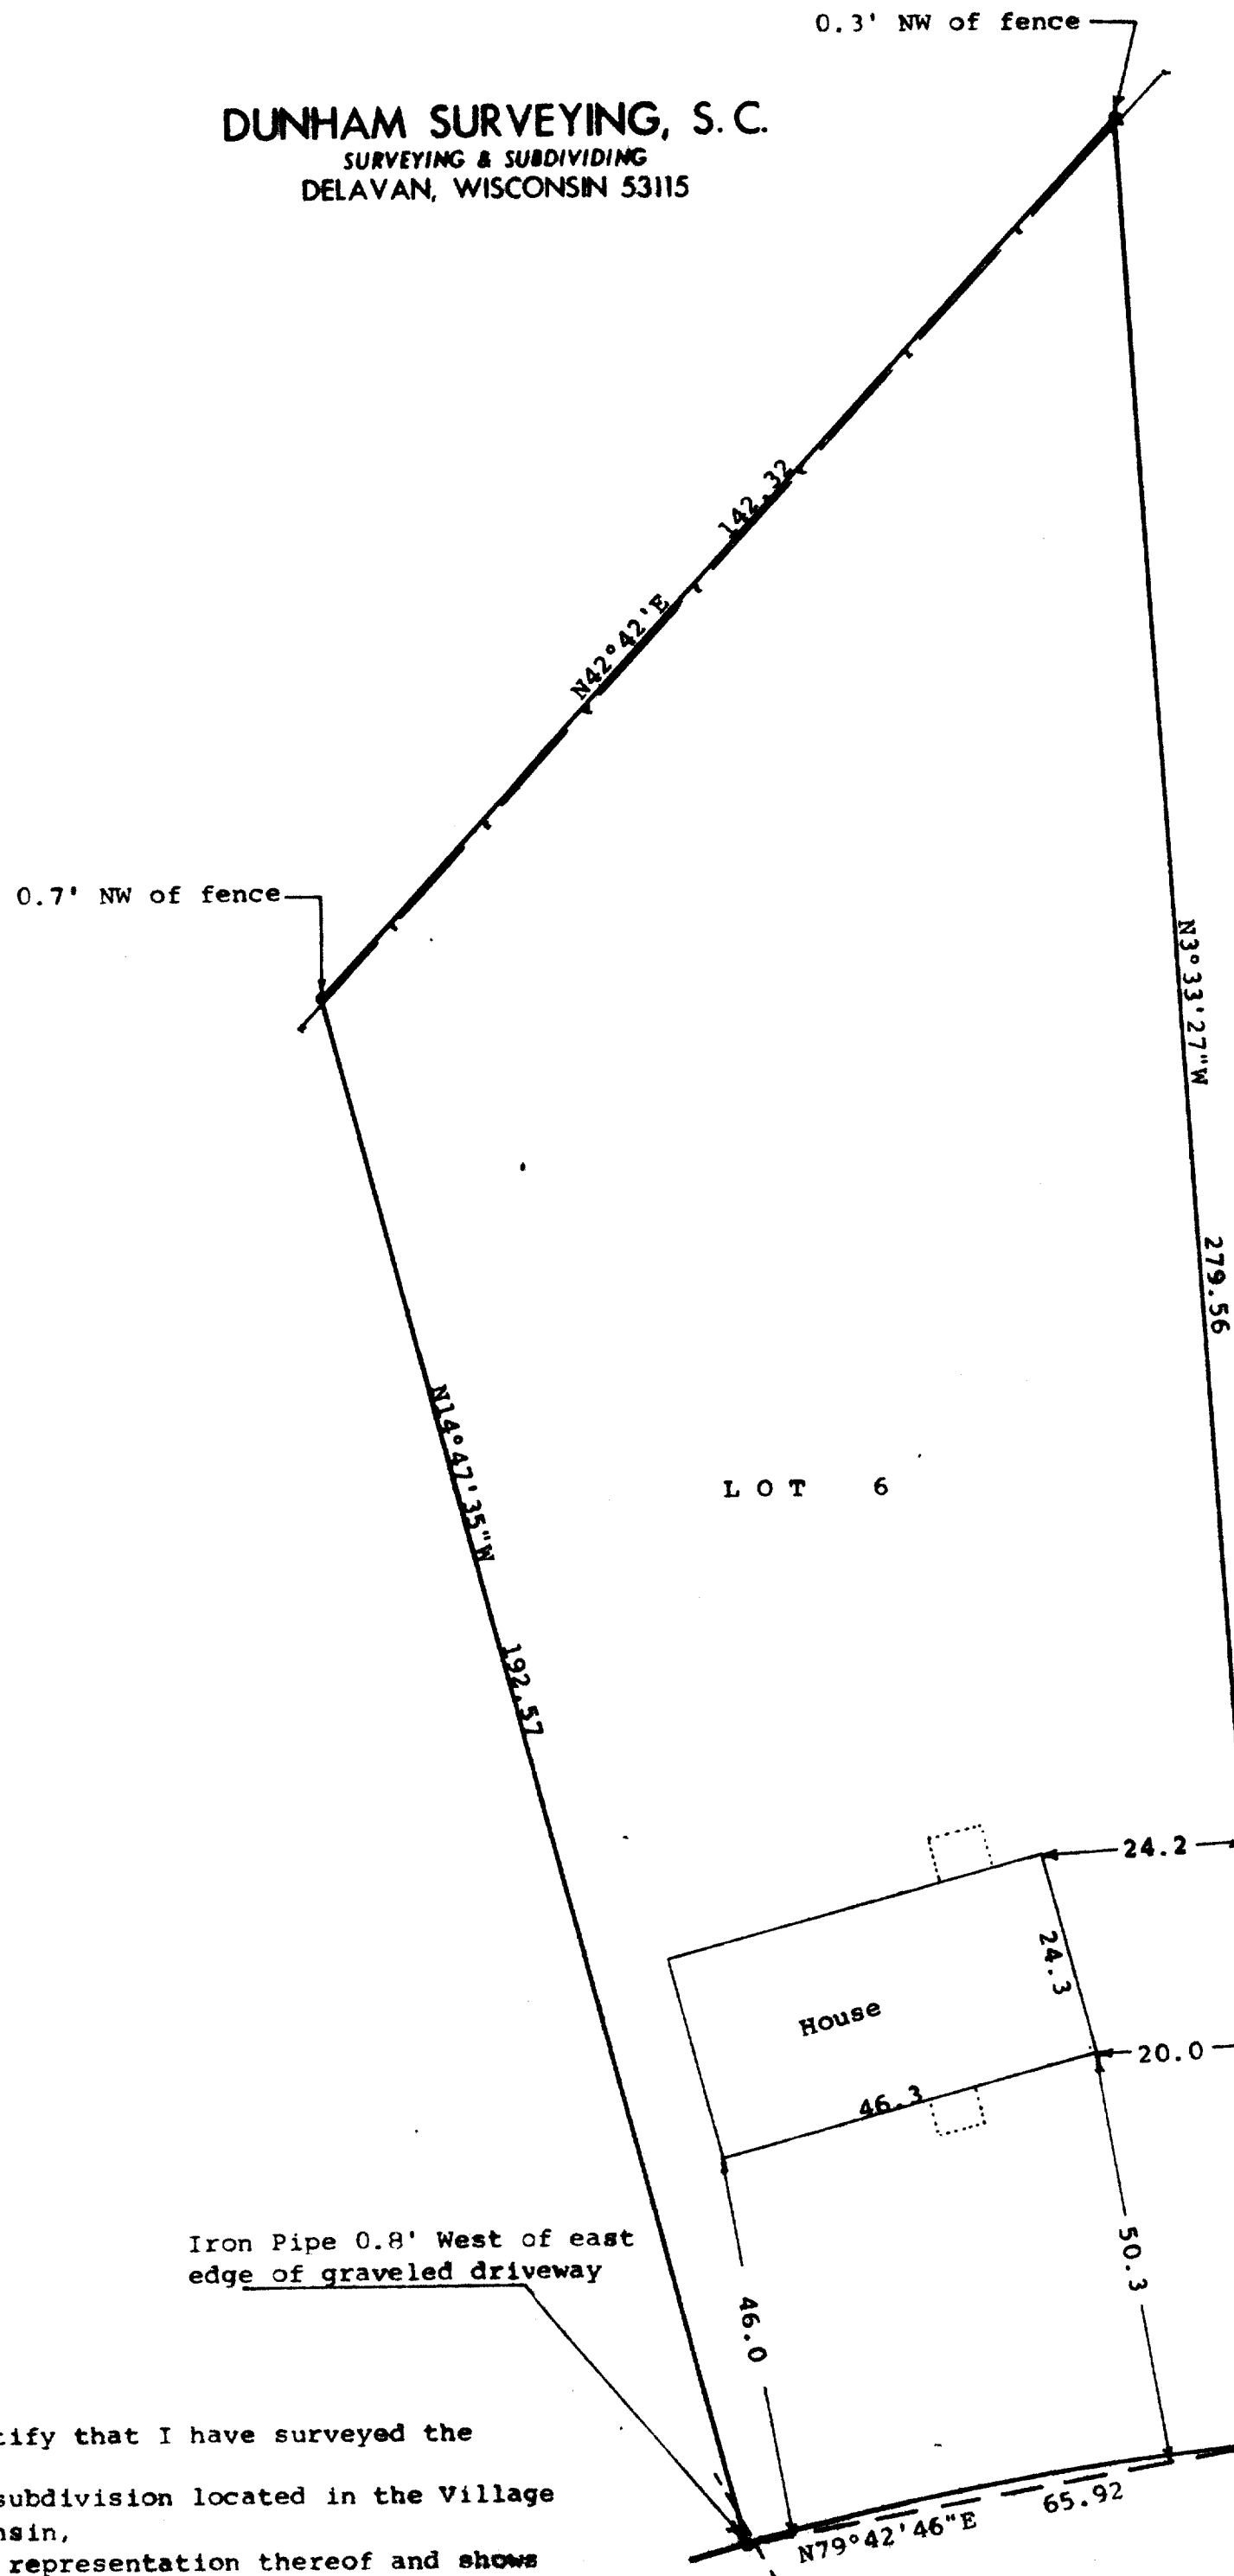 0.3' NW of fence
DUNHAM SURVEYING, S.C.
SURVEYING & SUBDIVIDING
DELAVAN, WISCONSIN 53115
142.32
N42°42'E
0.7' NW of fence
N3°33'27"W
279.56
N14°47'35"W
LOT 6
192.57
24.2
24.3
House
20.0
46.3
Iron Pipe 0.8' West of east
edge of graveled driveway
50.3
46.0
tify that I have surveyed the
65.92
N79°42'46"E
subdivision located in the Village
nsin,
representation thereof and shows